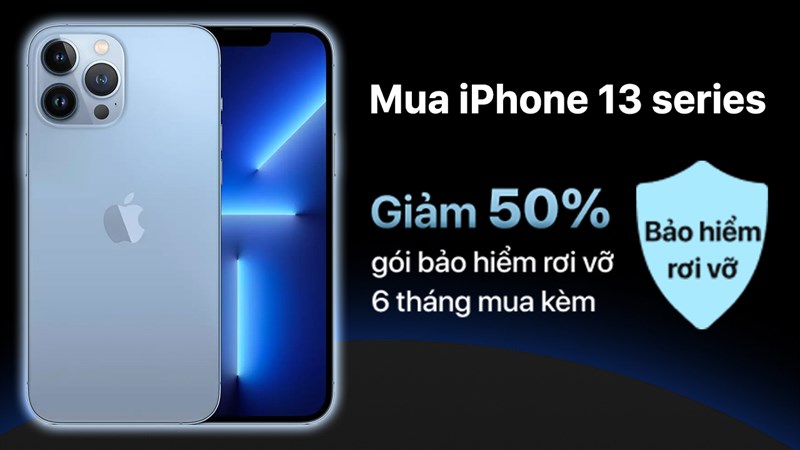 Mua iPhone 13 series
Giảm 50%
gói bảo hiểm rơi vỡ
6 tháng mua kèm
Bảo hiểm
rơi vỡ